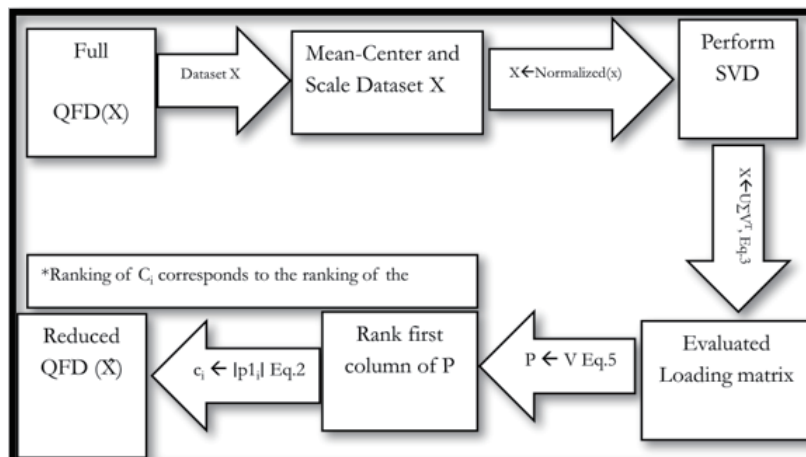 Full
QFD(X)
Dataset X
Mean-Center and
Scale Dataset X
X←Normalized(x)
Perform
SVD
X←UΣVᵀ, Eq.3
Evaluated
Loading matrix
P ← V Eq.5
Rank first
column of P
*Ranking of Cᵢ corresponds to the ranking of the
cᵢ ← |p1ᵢ| Eq.2
Reduced
QFD (X̂)